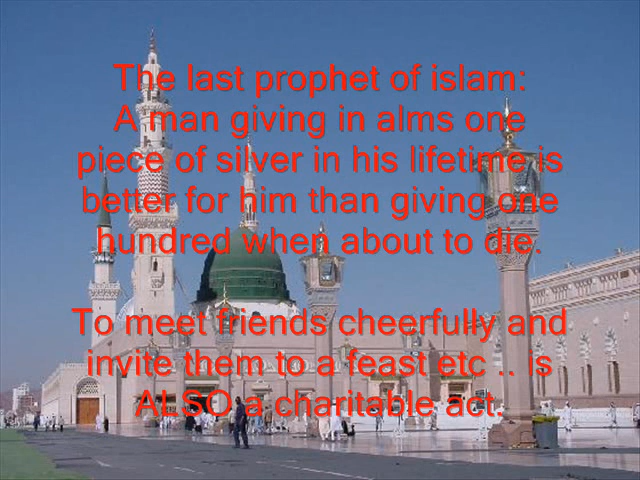 The last prophet of islam:
A man giving in alms one
piece of silver in his lifetime is
better for him than giving one
hundred when about to die.
To meet friends cheerfully and
invite them to a feast etc .. is
ALSO a charitable act.